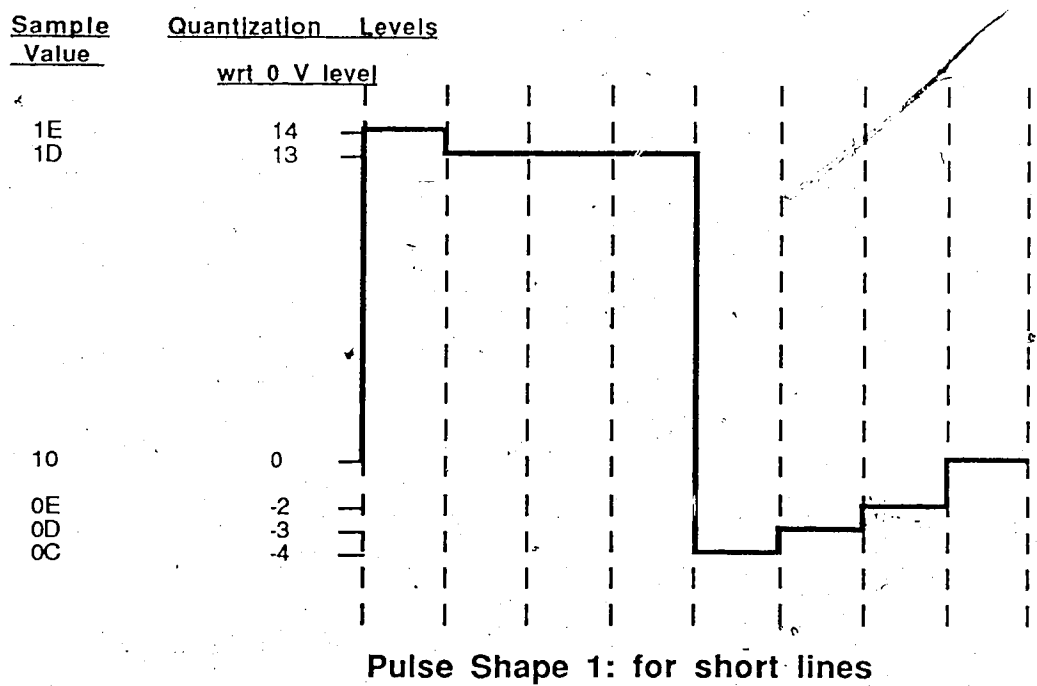 Sample Quantization Levels
Value
wrt 0 V level
1E 14
1D 13
10 0
0E -2
0D -3
0C -4
Pulse Shape 1: for short lines